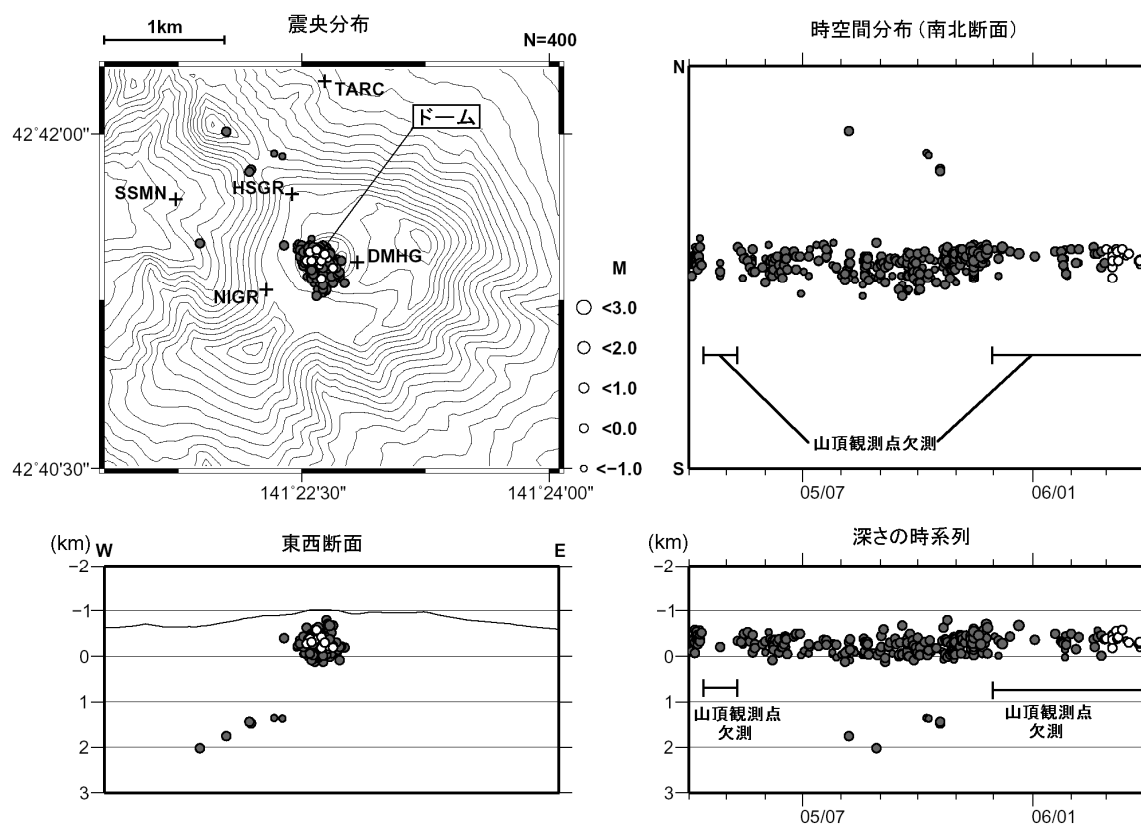 1km
震央分布
N=400
TARC
ドーム
42°42'00"
SSMN
HSGR
DMHG
NIGR
42°40'30"
141°22'30"
141°24'00"
M
<3.0
<2.0
<1.0
<0.0
<−1.0
時空間分布（南北断面）
N
山頂観測点欠測
S
05/07
06/01
(km)
W
東西断面
E
−2
−1
0
1
2
3
(km)
深さの時系列
−2
−1
0
1
2
3
山頂観測点
欠測
山頂観測点
欠測
05/07
06/01